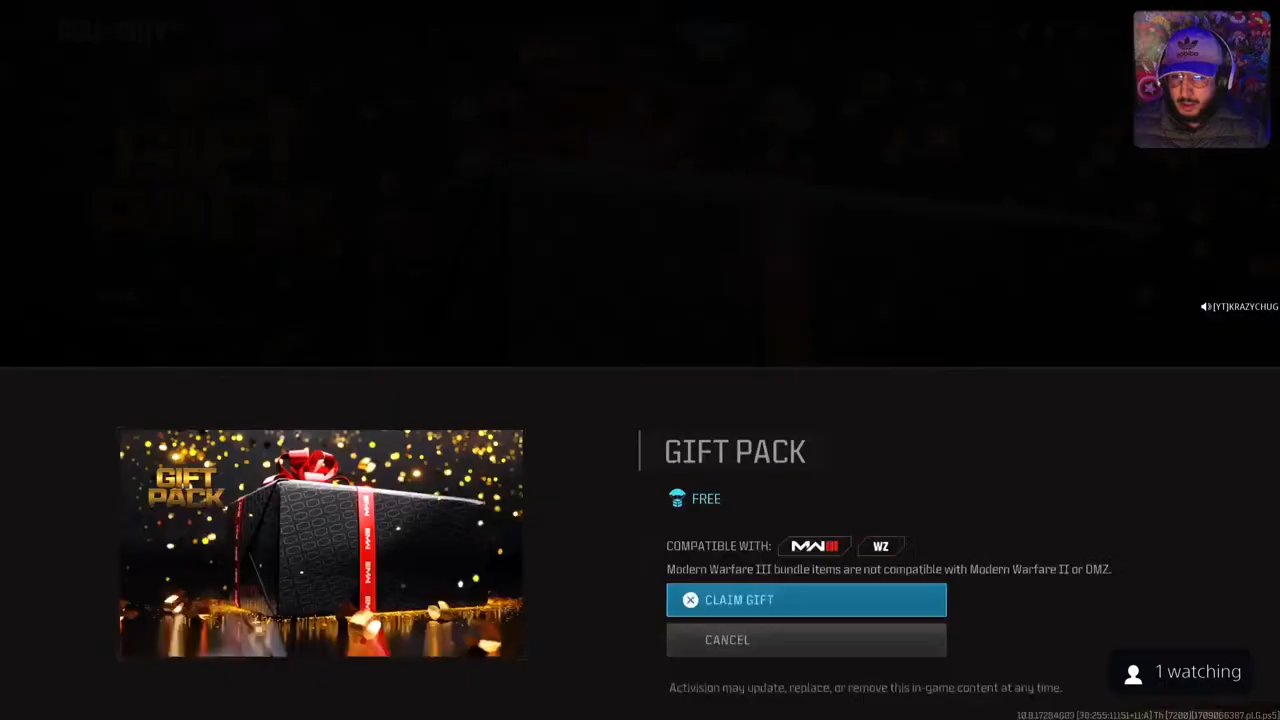 [YT]KRAZYCHUG
GIFT
PACK
GIFT PACK
FREE
COMPATIBLE WITH: MWIII WZ
Modern Warfare III bundle items are not compatible with Modern Warfare II or DMZ.
CLAIM GIFT
CANCEL
1 watching
Activision may update, replace, or remove this in-game content at any time.